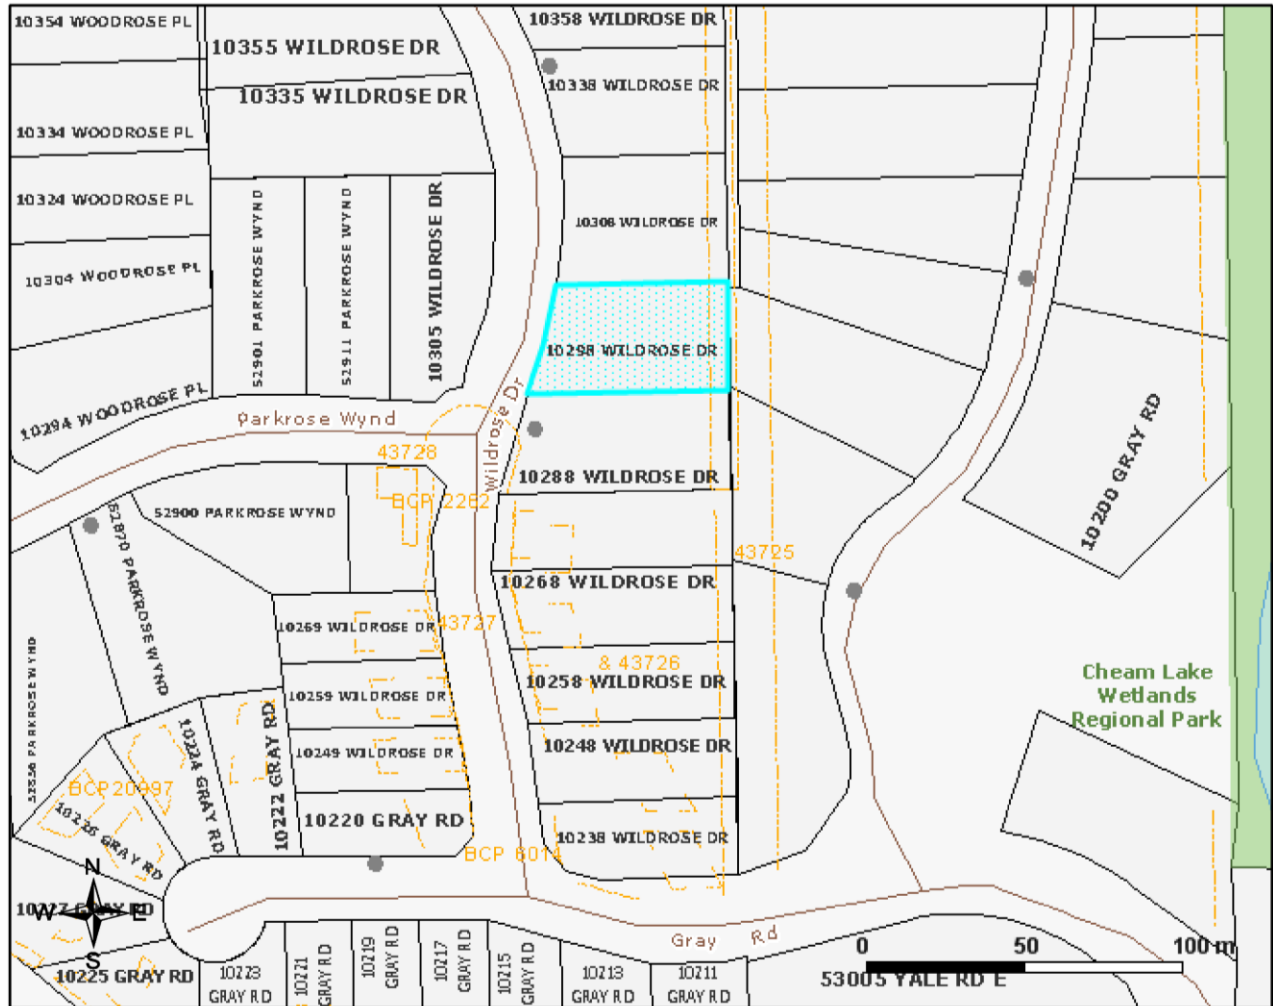 10354 WOODROSE PL
10355 WILDROSE DR
10358 WILDROSE DR
10335 WILDROSE DR
10338 WILDROSE DR
10334 WOODROSE PL
10324 WOODROSE PL
52901 PARKROSE WYND
52911 PARKROSE WYND
10305 WILDROSE DR
10306 WILDROSE DR
10304 WOODROSE PL
10298 WILDROSE DR
10294 WOODROSE PL
Parkrose Wynd
Wildrose Dr
43728
10288 WILDROSE DR
10200 GRAY RD
BCP 2262
52900 PARKROSE WYND
52870 PARKROSE WYND
43725
10268 WILDROSE DR
10269 WILDROSE DR
43727
& 43726
10258 WILDROSE DR
10259 WILDROSE DR
Cheam Lake
Wetlands
Regional Park
PARKROSE WYND
10224 GRAY RD
10222 GRAY RD
10249 WILDROSE DR
10248 WILDROSE DR
BCP20997
10226 GRAY RD
10220 GRAY RD
10238 WILDROSE DR
BCP 6014
N
W
E
S
10227 GRAY RD
10225 GRAY RD
10223
GRAY RD
10221
GRAY RD
10219
GRAY RD
10217
GRAY RD
10215
GRAY RD
10213
GRAY RD
10211
GRAY RD
Gray Rd
0 50 100 m
53005 YALE RD E